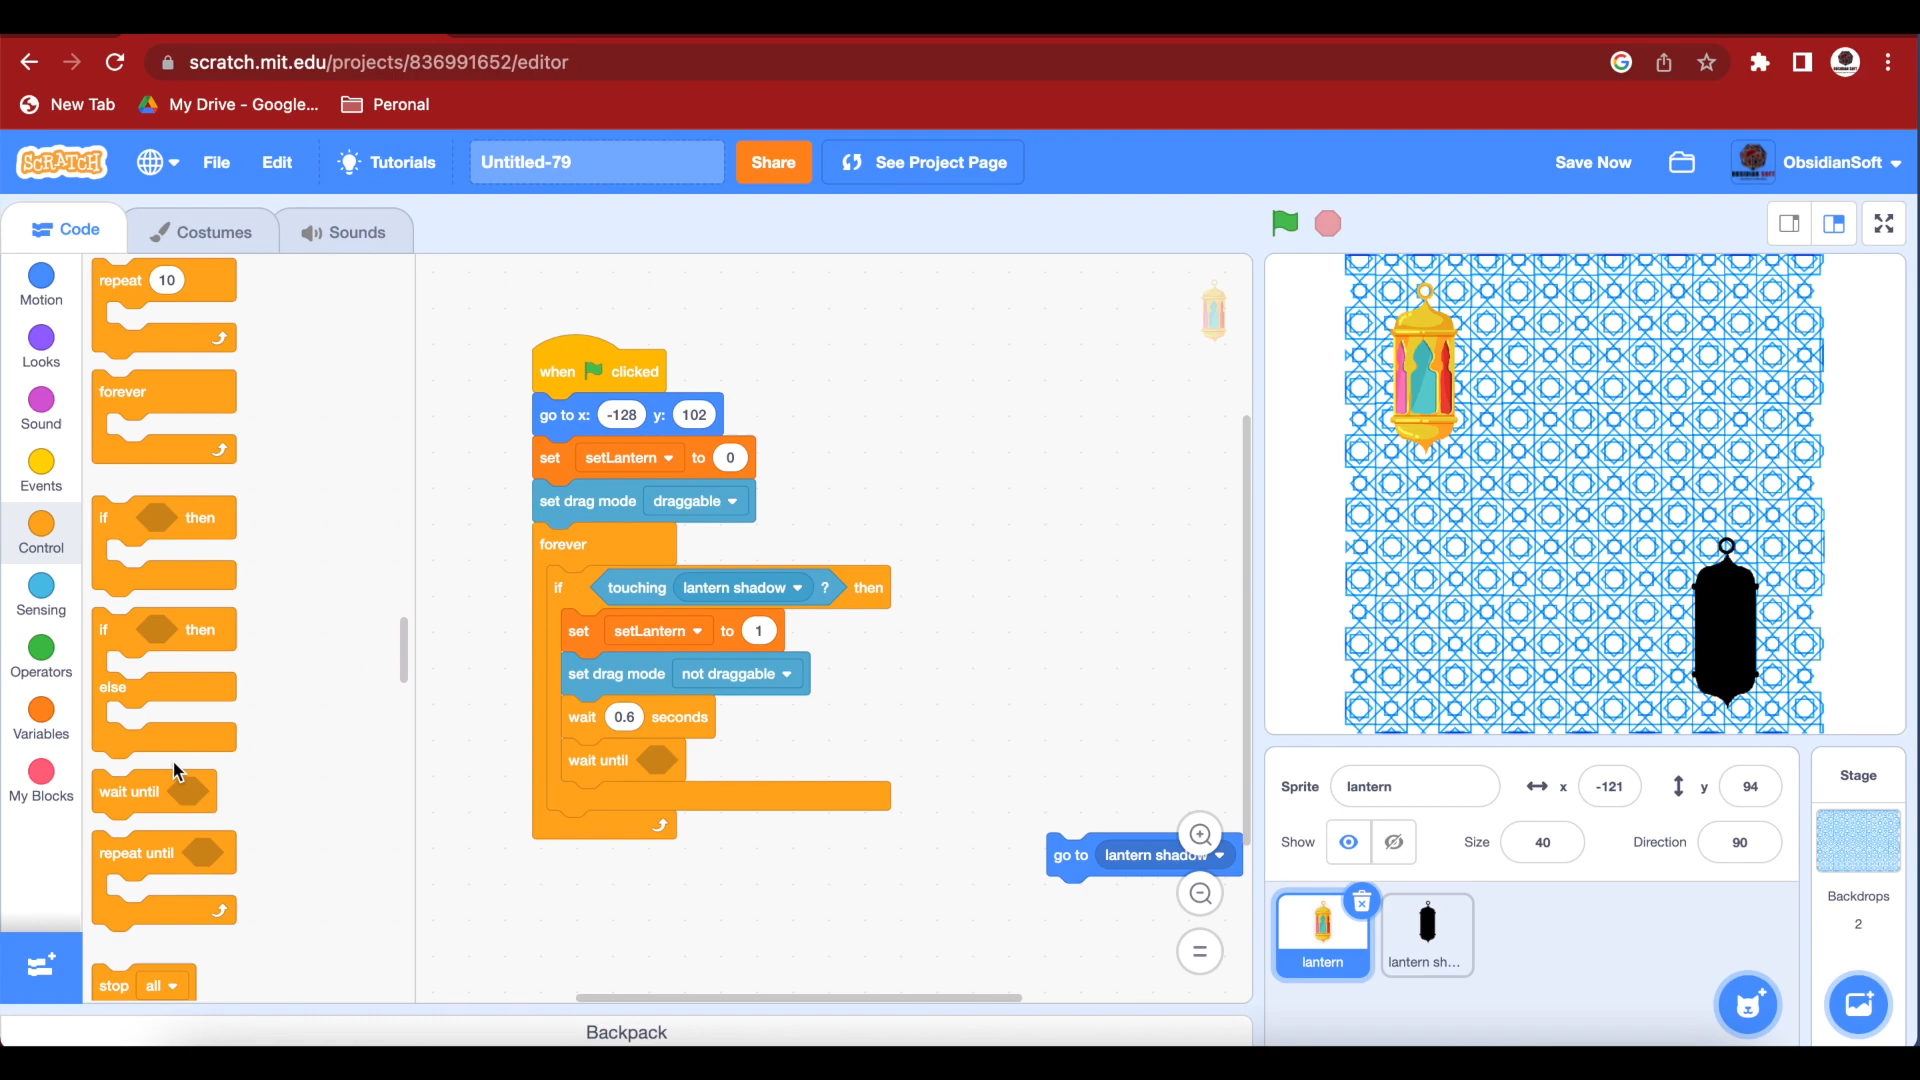 scratch.mit.edu/projects/836991652/editor
New Tab My Drive - Google... Peronal
SCRATCH File Edit Tutorials Untitled-79 Share See Project Page Save Now ObsidianSoft
Code Costumes Sounds
Motion
Looks
Sound
Events
Control
Sensing
Operators
Variables
My Blocks
repeat 10
forever
if then
if then
else
wait until
repeat until
stop all
when clicked
go to x: -128 y: 102
set setLantern to 0
set drag mode draggable
forever
if touching lantern shadow ? then
set setLantern to 1
set drag mode not draggable
wait 0.6 seconds
wait until
go to lantern shadow
Backpack
Sprite lantern x -121 y 94
Show Size 40 Direction 90
lantern
lantern sh...
Stage
Backdrops
2